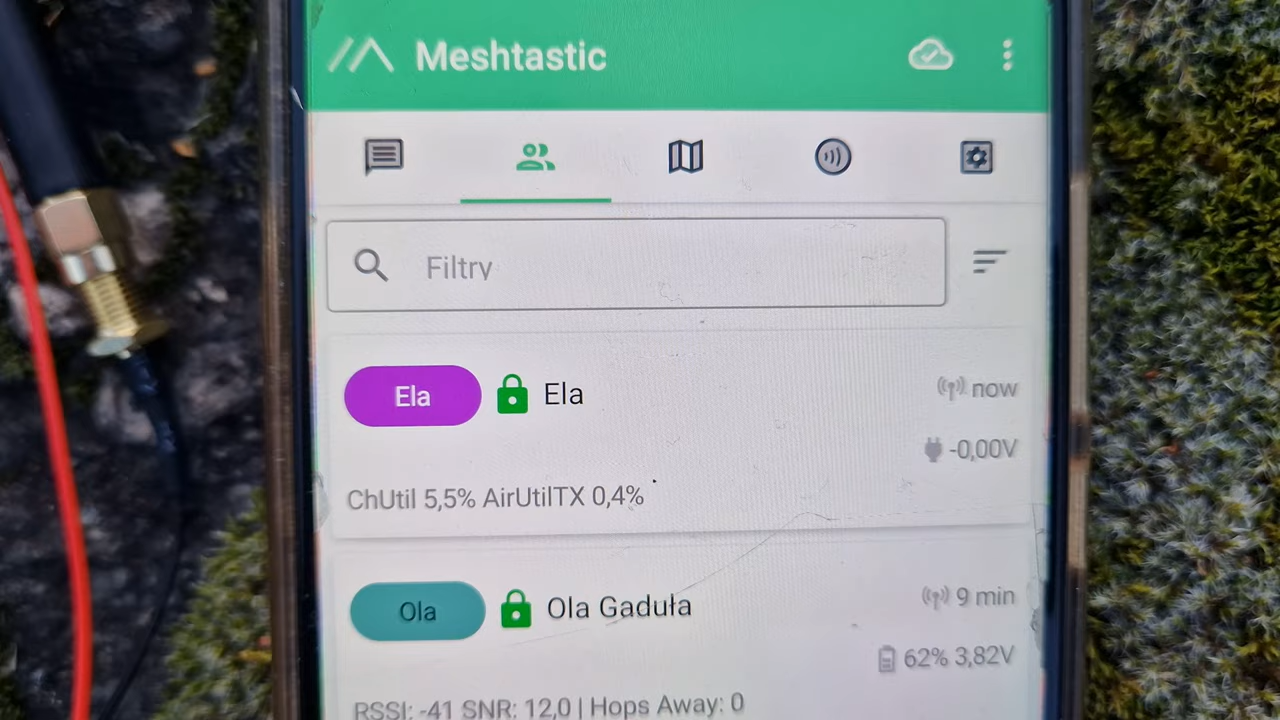 Meshtastic
Filtry
Ela Ela now
-0,00V
ChUtil 5,5% AirUtilTX 0,4%
Ola Ola Gaduła 9 min
62% 3,82V
RSSI: -41 SNR: 12,0 | Hops Away: 0